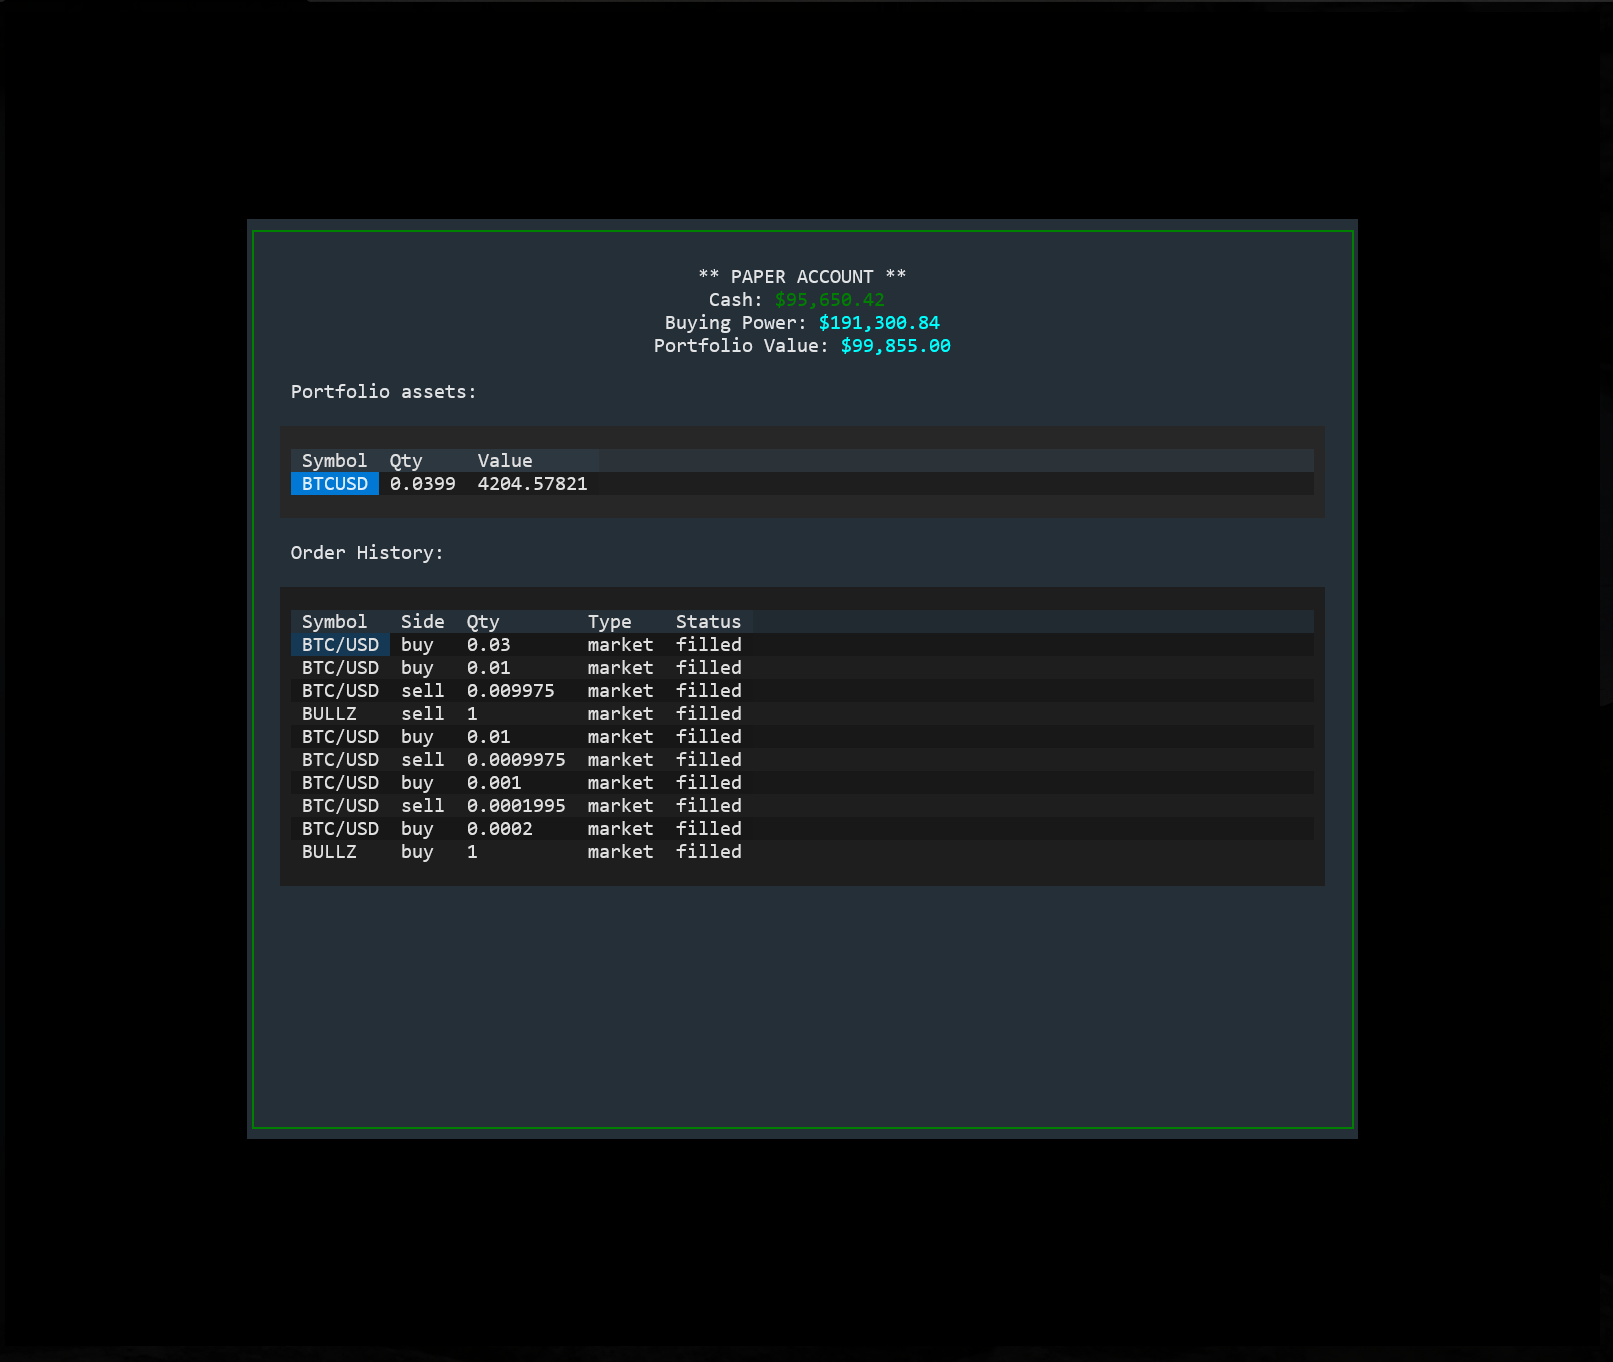 ** PAPER ACCOUNT **
Cash: $95,650.42
Buying Power: $191,300.84
Portfolio Value: $99,855.00
Portfolio assets:
Symbol Qty Value
BTCUSD 0.0399 4204.57821
Order History:
Symbol Side Qty Type Status
BTC/USD buy 0.03 market filled
BTC/USD buy 0.01 market filled
BTC/USD sell 0.009975 market filled
BULLZ sell 1 market filled
BTC/USD buy 0.01 market filled
BTC/USD sell 0.0009975 market filled
BTC/USD buy 0.001 market filled
BTC/USD sell 0.0001995 market filled
BTC/USD buy 0.0002 market filled
BULLZ buy 1 market filled